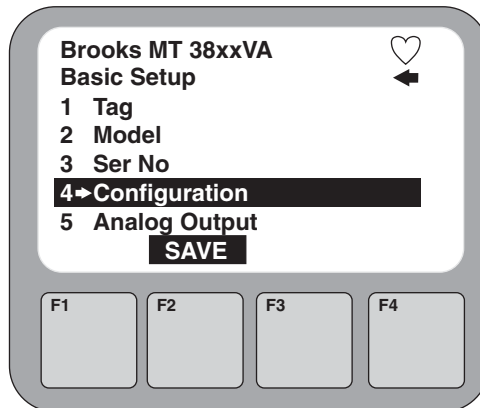 Brooks MT 38xxVA
Basic Setup
1 Tag
2 Model
3 Ser No
4 Configuration
5 Analog Output
SAVE
F1 F2 F3 F4